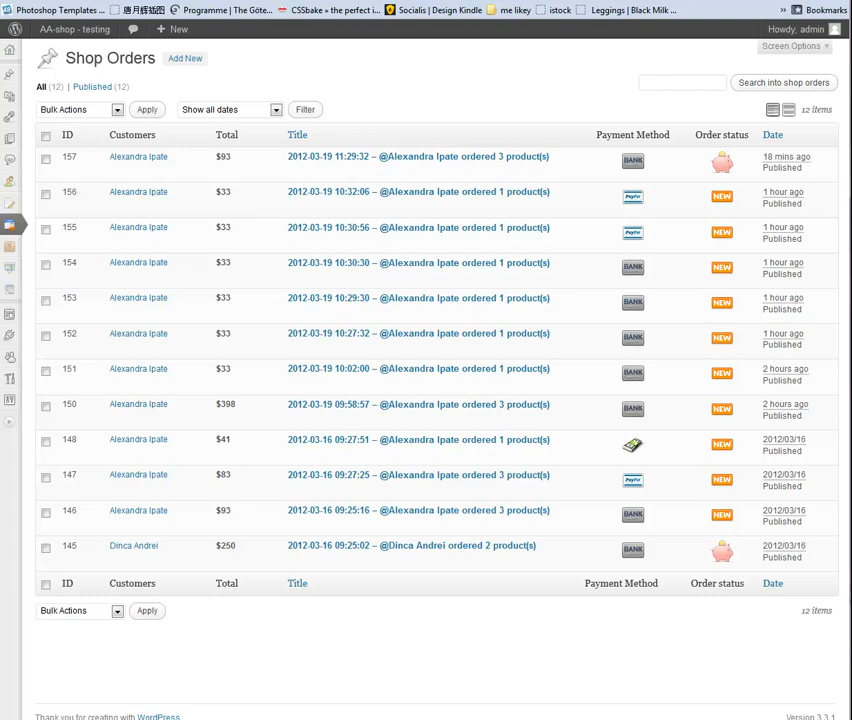 Photoshop Templates ... 唐月辉插图 Programme | The Göte... CSSbake » the perfect i... Socialis | Design Kindle me likey istock Leggings | Black Milk ... » Bookmarks
AA-shop - testing + New Howdy, admin
Shop Orders Add New Screen Options
All (12) | Published (12) Search into shop orders
Bulk Actions Apply Show all dates Filter 12 items
ID Customers Total Title Payment Method Order status Date
157 Alexandra Ipate $93 2012-03-19 11:29:32 – @Alexandra Ipate ordered 3 product(s) BANK 18 mins ago
Published
156 Alexandra Ipate $33 2012-03-19 10:32:06 – @Alexandra Ipate ordered 1 product(s) PayPal NEW 1 hour ago
Published
155 Alexandra Ipate $33 2012-03-19 10:30:56 – @Alexandra Ipate ordered 1 product(s) PayPal NEW 1 hour ago
Published
154 Alexandra Ipate $33 2012-03-19 10:30:30 – @Alexandra Ipate ordered 1 product(s) BANK NEW 1 hour ago
Published
153 Alexandra Ipate $33 2012-03-19 10:29:30 – @Alexandra Ipate ordered 1 product(s) BANK NEW 1 hour ago
Published
152 Alexandra Ipate $33 2012-03-19 10:27:32 – @Alexandra Ipate ordered 1 product(s) BANK NEW 1 hour ago
Published
151 Alexandra Ipate $33 2012-03-19 10:02:00 – @Alexandra Ipate ordered 1 product(s) BANK NEW 2 hours ago
Published
150 Alexandra Ipate $398 2012-03-19 09:58:57 – @Alexandra Ipate ordered 3 product(s) BANK NEW 2 hours ago
Published
148 Alexandra Ipate $41 2012-03-16 09:27:51 – @Alexandra Ipate ordered 1 product(s) NEW 2012/03/16
Published
147 Alexandra Ipate $83 2012-03-16 09:27:25 – @Alexandra Ipate ordered 3 product(s) PayPal NEW 2012/03/16
Published
146 Alexandra Ipate $93 2012-03-16 09:25:16 – @Alexandra Ipate ordered 3 product(s) BANK NEW 2012/03/16
Published
145 Dinca Andrei $250 2012-03-16 09:25:02 – @Dinca Andrei ordered 2 product(s) BANK 2012/03/16
Published
ID Customers Total Title Payment Method Order status Date
Bulk Actions Apply 12 items
Thank you for creating with WordPress Version 3.3.1